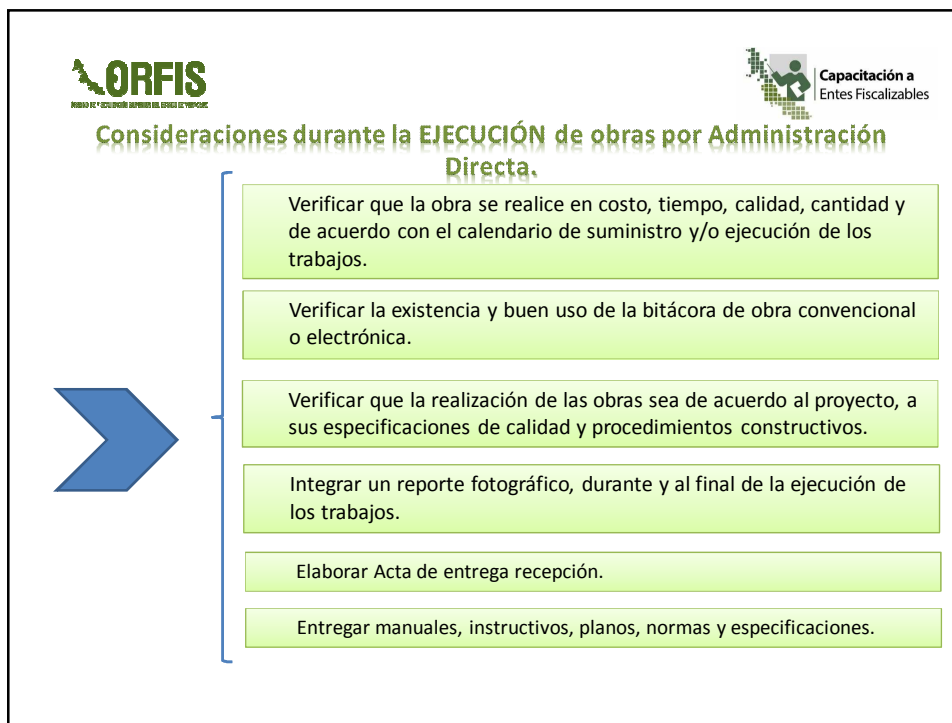 ORFIS
Capacitación a
Entes Fiscalizables
Consideraciones durante la EJECUCIÓN de obras por Administración
Directa.
Verificar que la obra se realice en costo, tiempo, calidad, cantidad y
de acuerdo con el calendario de suministro y/o ejecución de los
trabajos.
Verificar la existencia y buen uso de la bitácora de obra convencional
o electrónica.
Verificar que la realización de las obras sea de acuerdo al proyecto, a
sus especificaciones de calidad y procedimientos constructivos.
Integrar un reporte fotográfico, durante y al final de la ejecución de
los trabajos.
Elaborar Acta de entrega recepción.
Entregar manuales, instructivos, planos, normas y especificaciones.